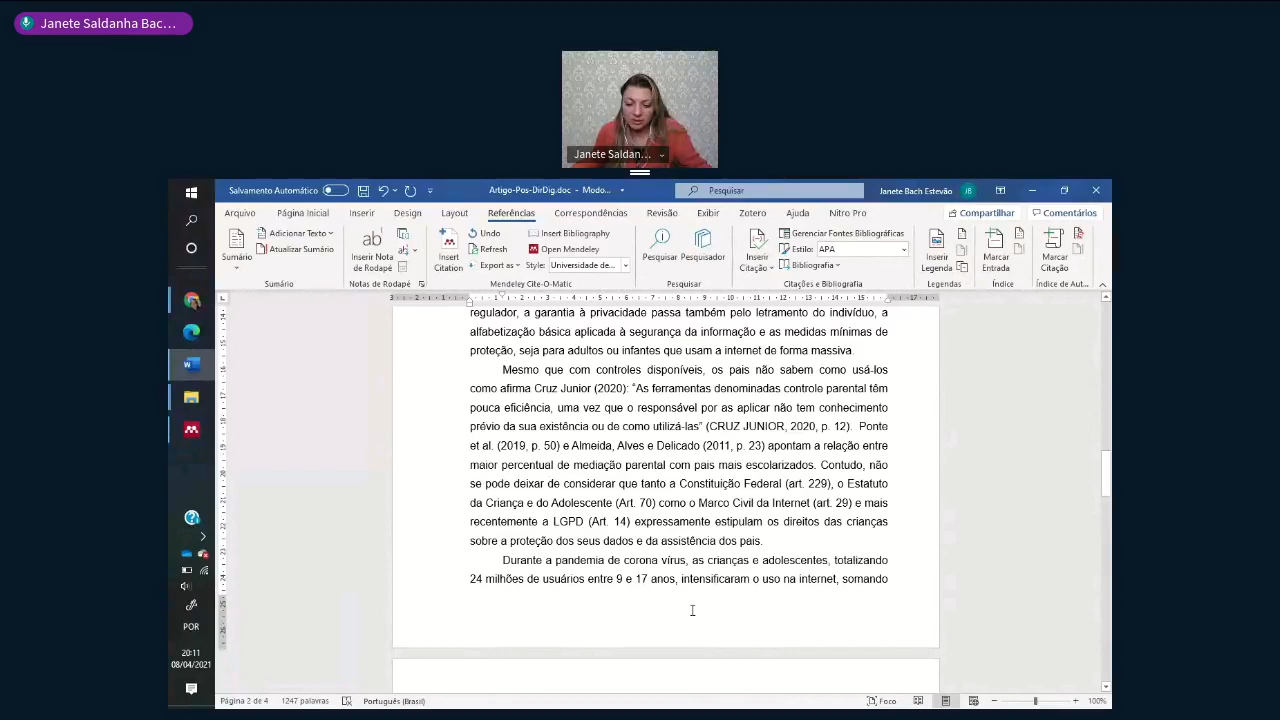 Janete Saldanha Bac…
Janete Saldan…
Salvamento Automático
Artigo-Pos-DirDig.doc - Modo…
Pesquisar
Janete Bach Estevão
JB
Arquivo Página Inicial Inserir Design Layout Referências Correspondências Revisão Exibir Zotero Ajuda Nitro Pro
Compartilhar Comentários
Sumário
Adicionar Texto
Atualizar Sumário
Sumário
ab
Inserir Nota de Rodapé
Notas de Rodapé
Insert Citation
Undo
Refresh
Export as
Insert Bibliography
Open Mendeley
Style: Universidade de…
Mendeley Cite-O-Matic
Pesquisar
Pesquisador
Pesquisar
Inserir Citação
Gerenciar Fontes Bibliográficas
Estilo: APA
Bibliografia
Citações e Bibliografia
Inserir Legenda
Legendas
Marcar Entrada
Índice
Marcar Citação
Índice de Aut…
regulador, a garantia à privacidade passa também pelo letramento do indivíduo, a
alfabetização básica aplicada à segurança da informação e as medidas mínimas de
proteção, seja para adultos ou infantes que usam a internet de forma massiva.
Mesmo que com controles disponíveis, os pais não sabem como usá-los
como afirma Cruz Junior (2020): “As ferramentas denominadas controle parental têm
pouca eficiência, uma vez que o responsável por as aplicar não tem conhecimento
prévio da sua existência ou de como utilizá-las” (CRUZ JUNIOR, 2020, p. 12). Ponte
et al. (2019, p. 50) e Almeida, Alves e Delicado (2011, p. 23) apontam a relação entre
maior percentual de mediação parental com pais mais escolarizados. Contudo, não
se pode deixar de considerar que tanto a Constituição Federal (art. 229), o Estatuto
da Criança e do Adolescente (Art. 70) como o Marco Civil da Internet (art. 29) e mais
recentemente a LGPD (Art. 14) expressamente estipulam os direitos das crianças
sobre a proteção dos seus dados e da assistência dos pais.
Durante a pandemia de corona vírus, as crianças e adolescentes, totalizando
24 milhões de usuários entre 9 e 17 anos, intensificaram o uso na internet, somando
POR
20:11
08/04/2021
Página 2 de 4 1247 palavras Português (Brasil)
Foco
100%